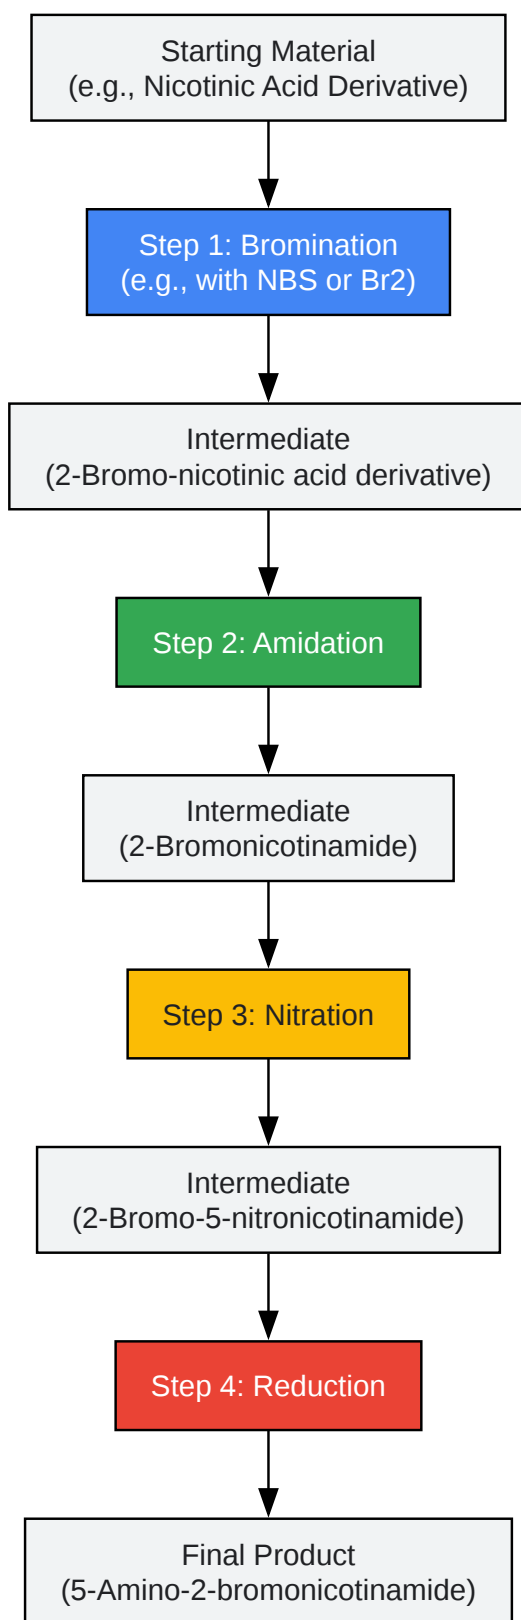 Starting Material
(e.g., Nicotinic Acid Derivative)
Step 1: Bromination
(e.g., with NBS or Br2)
Intermediate
(2-Bromo-nicotinic acid derivative)
Step 2: Amidation
Intermediate
(2-Bromonicotinamide)
Step 3: Nitration
Intermediate
(2-Bromo-5-nitronicotinamide)
Step 4: Reduction
Final Product
(5-Amino-2-bromonicotinamide)